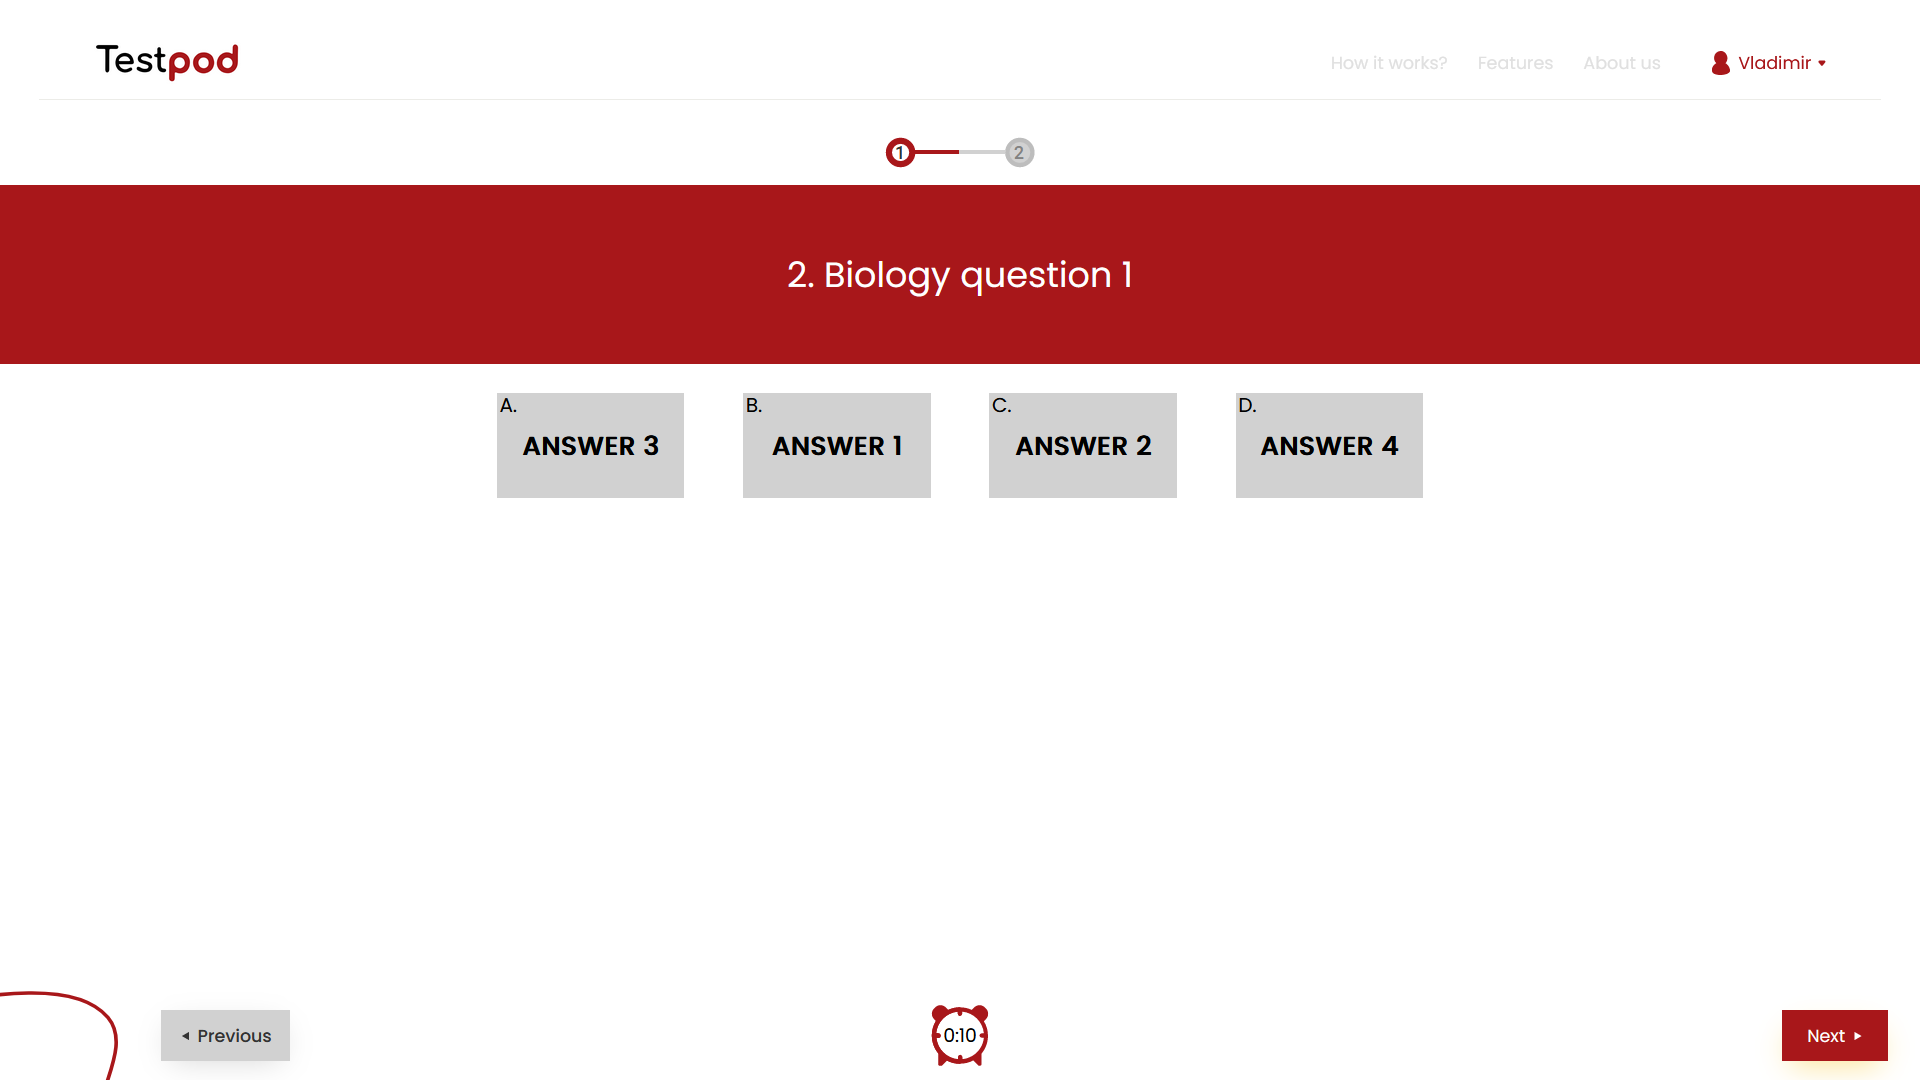 Testpod
How it works? Features About us Vladimir
1 2
2. Biology question 1
A. B. C. D.
ANSWER 3 ANSWER 1 ANSWER 2 ANSWER 4
Previous 0:10 Next